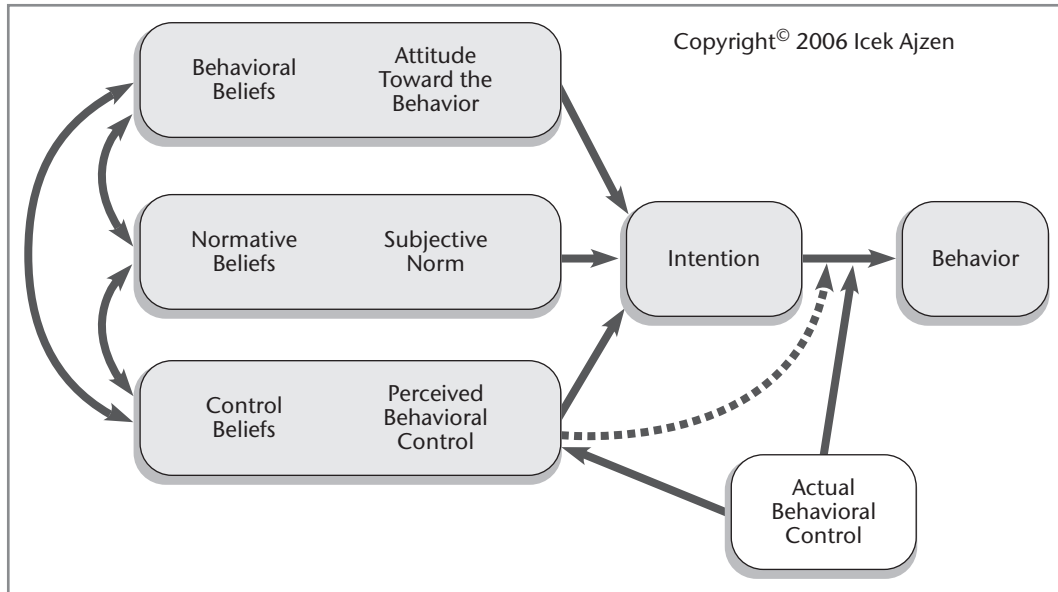 Copyright© 2006 Icek Ajzen
Behavioral
Beliefs
Attitude
Toward the
Behavior
Normative
Beliefs
Subjective
Norm
Intention
Behavior
Control
Beliefs
Perceived
Behavioral
Control
Actual
Behavioral
Control